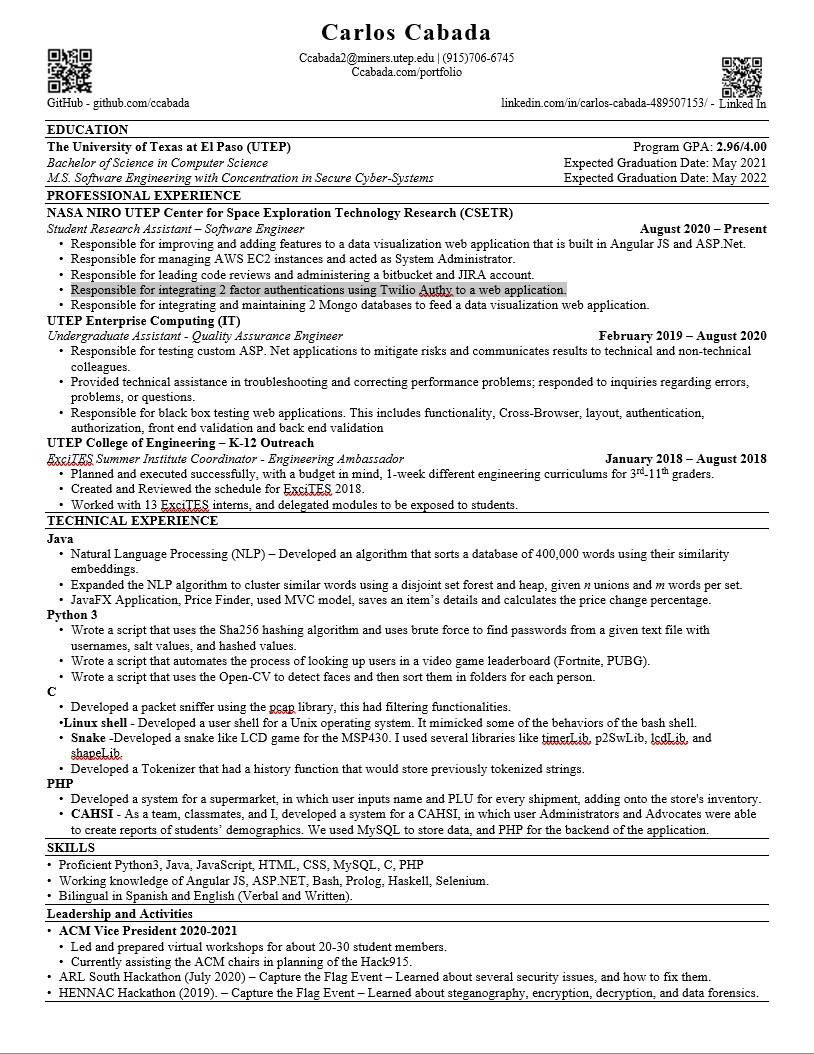 Carlos Cabada
Ccabada2@miners.utep.edu | (915)706-6745
Ccabada.com/portfolio
GitHub - github.com/ccabada linkedin.com/in/carlos-cabada-489507153/ - Linked In
EDUCATION
The University of Texas at El Paso (UTEP) Program GPA: 2.96/4.00
Bachelor of Science in Computer Science Expected Graduation Date: May 2021
M.S. Software Engineering with Concentration in Secure Cyber-Systems Expected Graduation Date: May 2022
PROFESSIONAL EXPERIENCE
NASA NIRO UTEP Center for Space Exploration Technology Research (CSETR)
Student Research Assistant – Software Engineer August 2020 – Present
• Responsible for improving and adding features to a data visualization web application that is built in Angular JS and ASP.Net.
• Responsible for managing AWS EC2 instances and acted as System Administrator.
• Responsible for leading code reviews and administering a bitbucket and JIRA account.
• Responsible for integrating 2 factor authentications using Twilio Authy to a web application.
• Responsible for integrating and maintaining 2 Mongo databases to feed a data visualization web application.
UTEP Enterprise Computing (IT)
Undergraduate Assistant - Quality Assurance Engineer February 2019 – August 2020
• Responsible for testing custom ASP. Net applications to mitigate risks and communicates results to technical and non-technical
colleagues.
• Provided technical assistance in troubleshooting and correcting performance problems; responded to inquiries regarding errors,
problems, or questions.
• Responsible for black box testing web applications. This includes functionality, Cross-Browser, layout, authentication,
authorization, front end validation and back end validation
UTEP College of Engineering – K-12 Outreach
ExciTES Summer Institute Coordinator - Engineering Ambassador January 2018 – August 2018
• Planned and executed successfully, with a budget in mind, 1-week different engineering curriculums for 3rd-11th graders.
• Created and Reviewed the schedule for ExciTES 2018.
• Worked with 13 ExciTES interns, and delegated modules to be exposed to students.
TECHNICAL EXPERIENCE
Java
• Natural Language Processing (NLP) – Developed an algorithm that sorts a database of 400,000 words using their similarity
embeddings.
• Expanded the NLP algorithm to cluster similar words using a disjoint set forest and heap, given n unions and m words per set.
• JavaFX Application, Price Finder, used MVC model, saves an item's details and calculates the price change percentage.
Python 3
• Wrote a script that uses the Sha256 hashing algorithm and uses brute force to find passwords from a given text file with
usernames, salt values, and hashed values.
• Wrote a script that automates the process of looking up users in a video game leaderboard (Fortnite, PUBG).
• Wrote a script that uses the Open-CV to detect faces and then sort them in folders for each person.
C
• Developed a packet sniffer using the pcap library, this had filtering functionalities.
•Linux shell - Developed a user shell for a Unix operating system. It mimicked some of the behaviors of the bash shell.
• Snake -Developed a snake like LCD game for the MSP430. I used several libraries like timerLib, p2SwLib, lcdLib, and
shapeLib.
• Developed a Tokenizer that had a history function that would store previously tokenized strings.
PHP
• Developed a system for a supermarket, in which user inputs name and PLU for every shipment, adding onto the store's inventory.
• CAHSI - As a team, classmates, and I, developed a system for a CAHSI, in which user Administrators and Advocates were able
to create reports of students' demographics. We used MySQL to store data, and PHP for the backend of the application.
SKILLS
• Proficient Python3, Java, JavaScript, HTML, CSS, MySQL, C, PHP
• Working knowledge of Angular JS, ASP.NET, Bash, Prolog, Haskell, Selenium.
• Bilingual in Spanish and English (Verbal and Written).
Leadership and Activities
• ACM Vice President 2020-2021
• Led and prepared virtual workshops for about 20-30 student members.
• Currently assisting the ACM chairs in planning of the Hack915.
• ARL South Hackathon (July 2020) – Capture the Flag Event – Learned about several security issues, and how to fix them.
• HENNAC Hackathon (2019). – Capture the Flag Event – Learned about steganography, encryption, decryption, and data forensics.